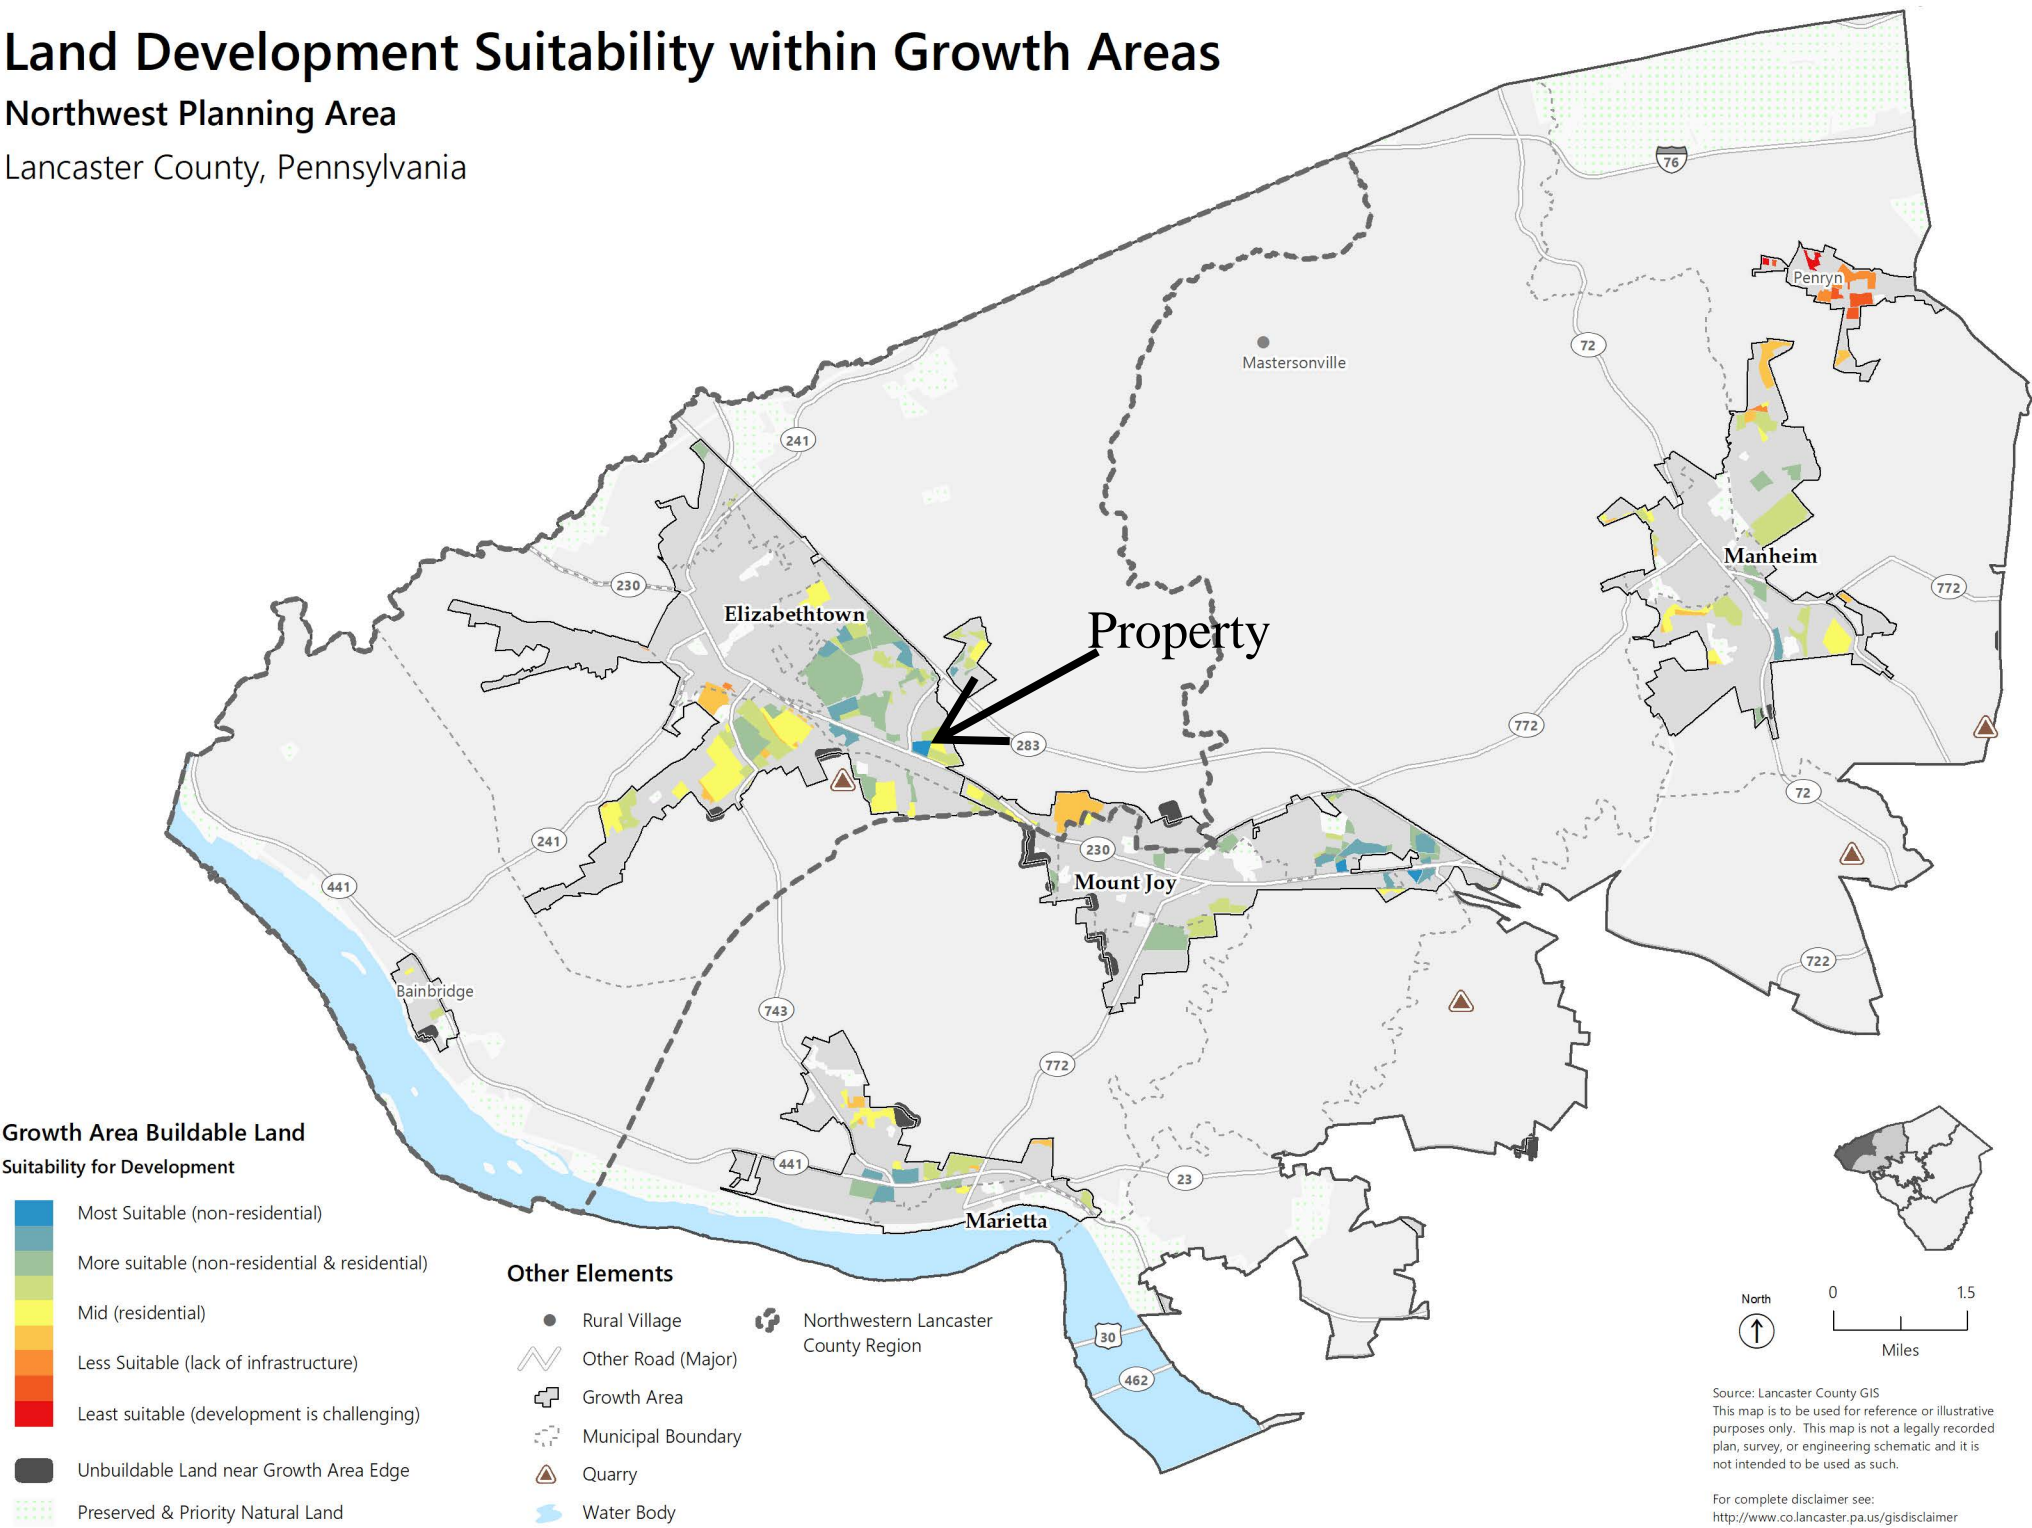 Land Development Suitability within Growth Areas
Northwest Planning Area
Lancaster County, Pennsylvania
76
Penryn
72
Mastersonville
241
Manheim
230
772
Elizabethtown
Property
283
772
72
241
230
441
Mount Joy
722
Bainbridge
743
772
441
23
Marietta
30
462
Growth Area Buildable Land
Suitability for Development
Most Suitable (non-residential)
More suitable (non-residential & residential)
Mid (residential)
Less Suitable (lack of infrastructure)
Least suitable (development is challenging)
Unbuildable Land near Growth Area Edge
Preserved & Priority Natural Land
Other Elements
Rural Village
Other Road (Major)
Growth Area
Municipal Boundary
Quarry
Water Body
Northwestern Lancaster
County Region
North
0 1.5
Miles
Source: Lancaster County GIS
This map is to be used for reference or illustrative
purposes only. This map is not a legally recorded
plan, survey, or engineering schematic and it is
not intended to be used as such.
For complete disclaimer see:
http://www.co.lancaster.pa.us/gisdisclaimer